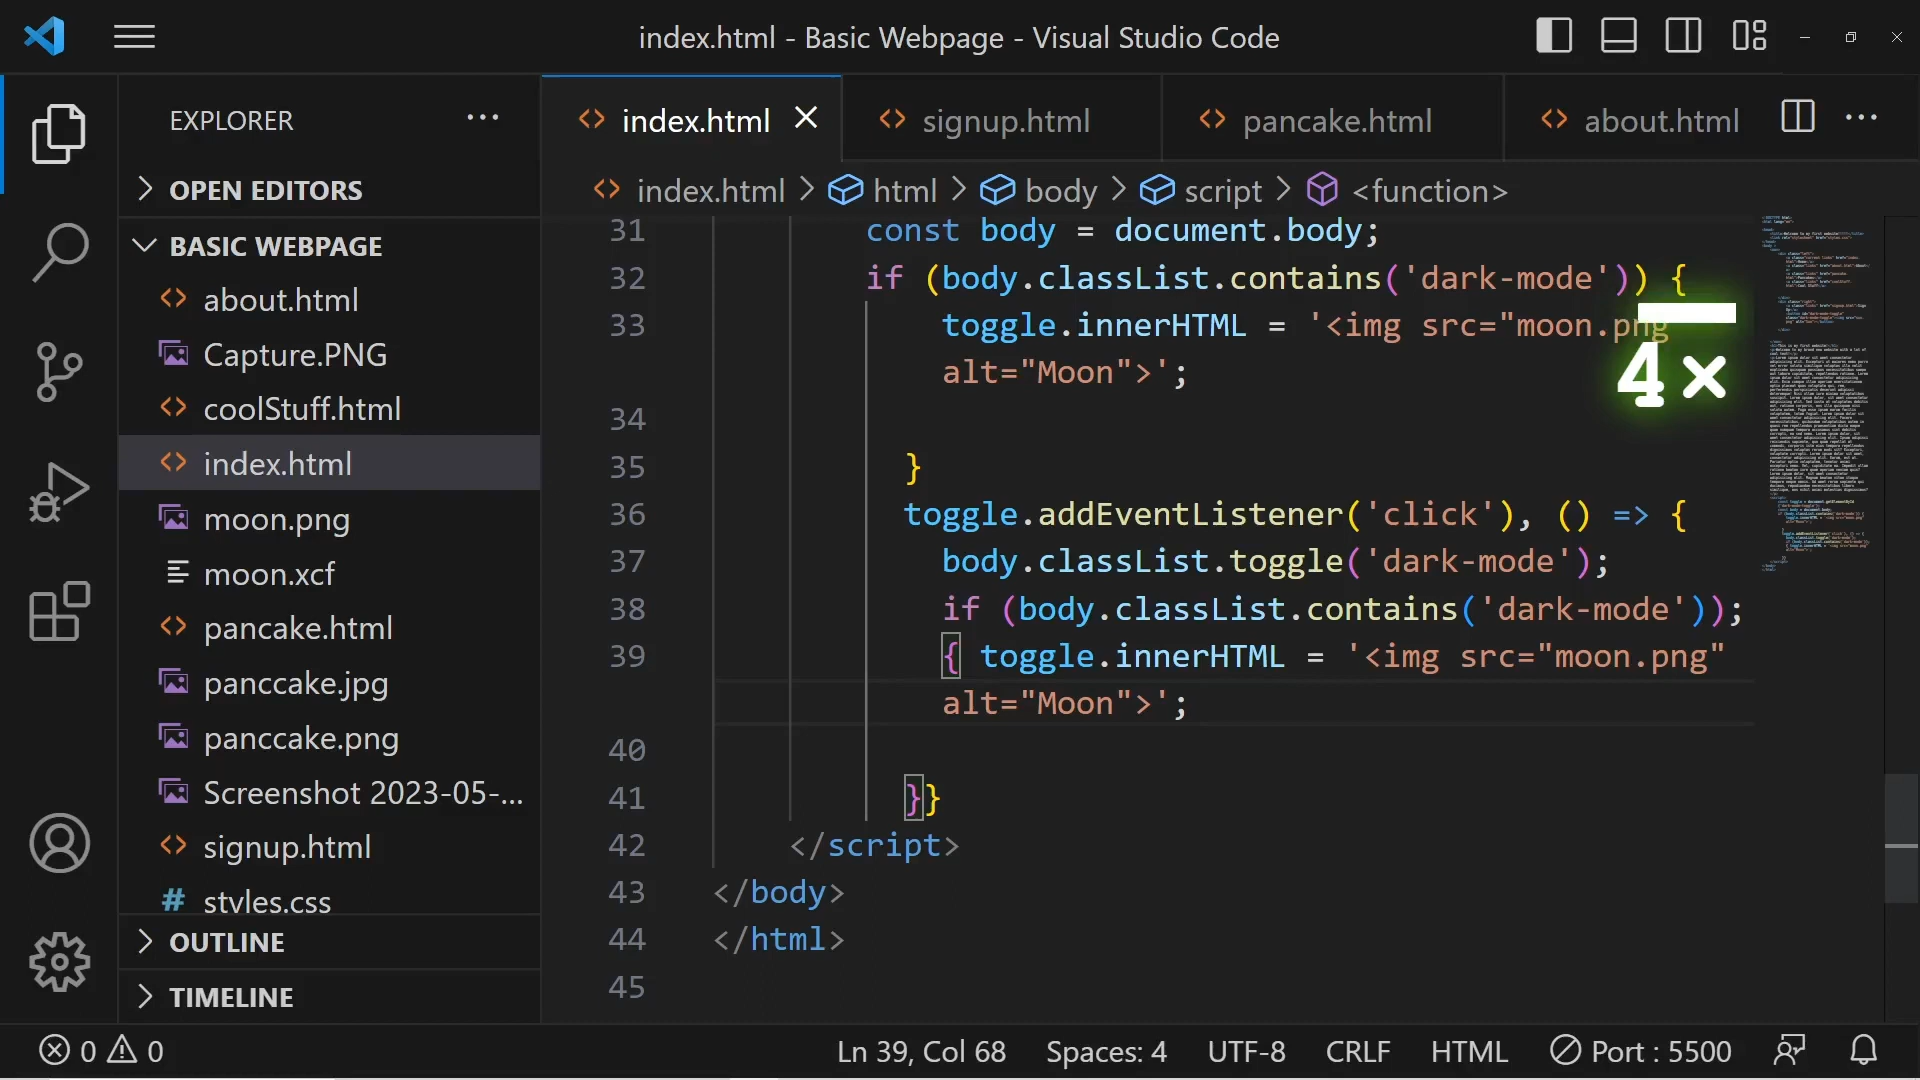 index.html - Basic Webpage - Visual Studio Code
EXPLORER
OPEN EDITORS
BASIC WEBPAGE
about.html
Capture.PNG
coolStuff.html
index.html
moon.png
moon.xcf
pancake.html
panccake.jpg
panccake.png
Screenshot 2023-05-...
signup.html
styles.css
OUTLINE
TIMELINE
index.html
signup.html
pancake.html
about.html
index.html > html > body > script > <function>
31 const body = document.body;
32 if (body.classList.contains('dark-mode')) {
33 toggle.innerHTML = '<img src="moon.png
alt="Moon">';
34
35 }
36 toggle.addEventListener('click'), () => {
37 body.classList.toggle('dark-mode');
38 if (body.classList.contains('dark-mode'));
39 { toggle.innerHTML = '<img src="moon.png"
alt="Moon">';
40
41 }}
42 </script>
43 </body>
44 </html>
45
4×
0 0
Ln 39, Col 68
Spaces: 4
UTF-8
CRLF
HTML
Port : 5500